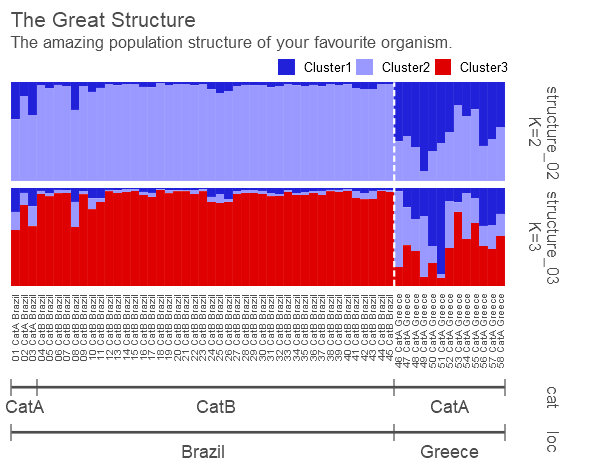 The Great Structure
The amazing population structure of your favourite organism.
Cluster1
Cluster2
Cluster3
structure_02
K=2
structure_03
K=3
01 CatA Brazil
02 CatA Brazil
03 CatA Brazil
04 CatB Brazil
05 CatB Brazil
06 CatB Brazil
07 CatB Brazil
08 CatB Brazil
09 CatB Brazil
10 CatB Brazil
11 CatB Brazil
12 CatB Brazil
13 CatB Brazil
14 CatB Brazil
15 CatB Brazil
16 CatB Brazil
17 CatB Brazil
18 CatB Brazil
19 CatB Brazil
20 CatB Brazil
21 CatB Brazil
22 CatB Brazil
23 CatB Brazil
24 CatB Brazil
25 CatB Brazil
26 CatB Brazil
27 CatB Brazil
28 CatB Brazil
29 CatB Brazil
30 CatB Brazil
31 CatB Brazil
32 CatB Brazil
33 CatB Brazil
34 CatB Brazil
35 CatB Brazil
36 CatB Brazil
37 CatB Brazil
38 CatB Brazil
39 CatB Brazil
40 CatB Brazil
41 CatB Brazil
42 CatB Brazil
43 CatB Brazil
44 CatB Brazil
45 CatB Brazil
46 CatA Greece
47 CatA Greece
48 CatA Greece
49 CatA Greece
50 CatA Greece
51 CatA Greece
52 CatA Greece
53 CatA Greece
54 CatA Greece
55 CatA Greece
56 CatA Greece
57 CatA Greece
58 CatA Greece
CatA
CatB
CatA
cat
Brazil
Greece
loc